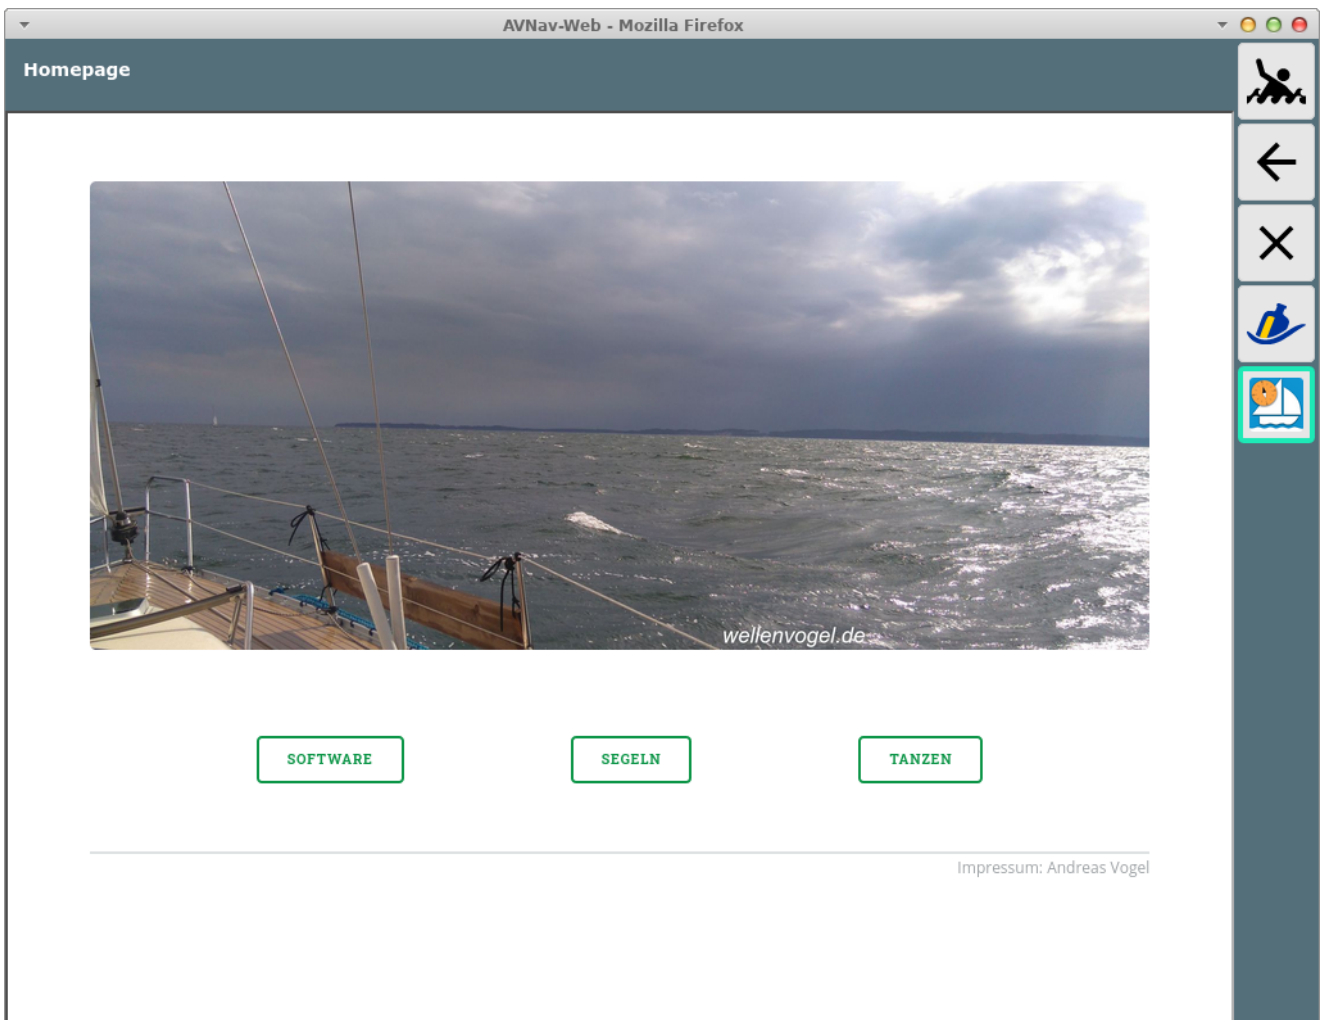 AVNav-Web - Mozilla Firefox
Homepage
wellenvogel.de
SOFTWARE
SEGELN
TANZEN
Impressum: Andreas Vogel